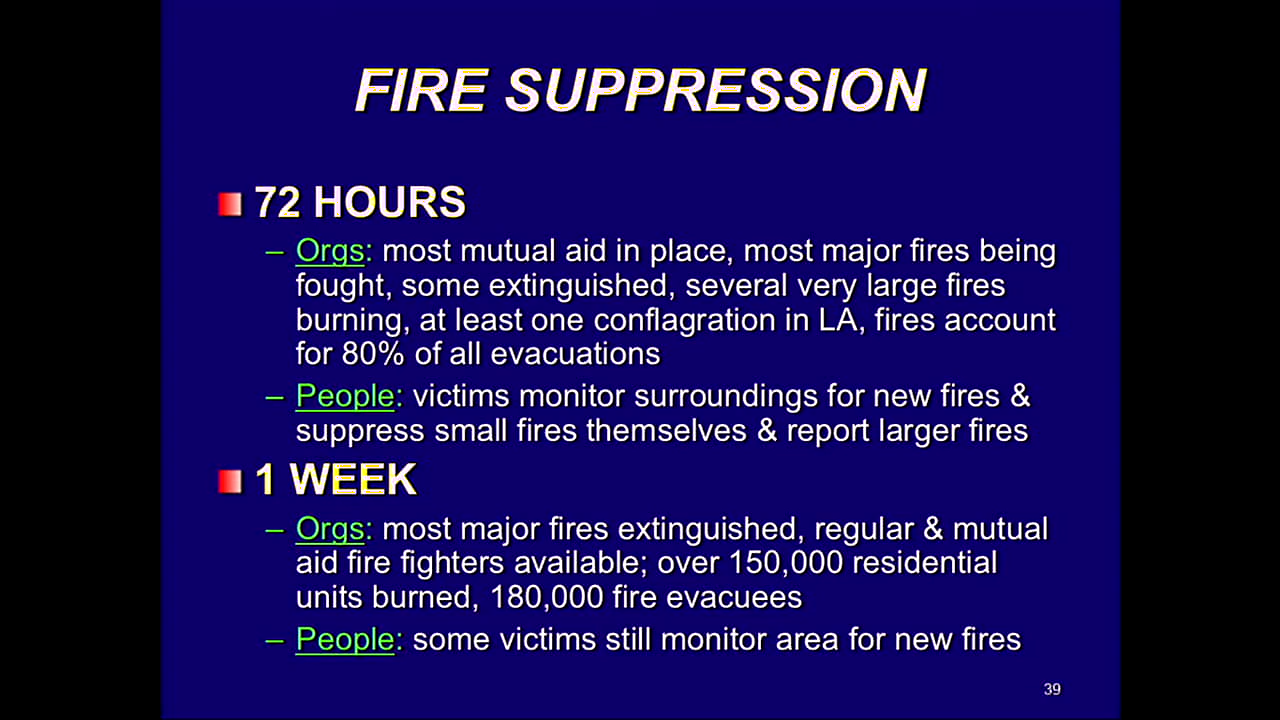 FIRE SUPPRESSION
72 HOURS
– Orgs: most mutual aid in place, most major fires being
fought, some extinguished, several very large fires
burning, at least one conflagration in LA, fires account
for 80% of all evacuations
– People: victims monitor surroundings for new fires &
suppress small fires themselves & report larger fires
1 WEEK
– Orgs: most major fires extinguished, regular & mutual
aid fire fighters available; over 150,000 residential
units burned, 180,000 fire evacuees
– People: some victims still monitor area for new fires
39